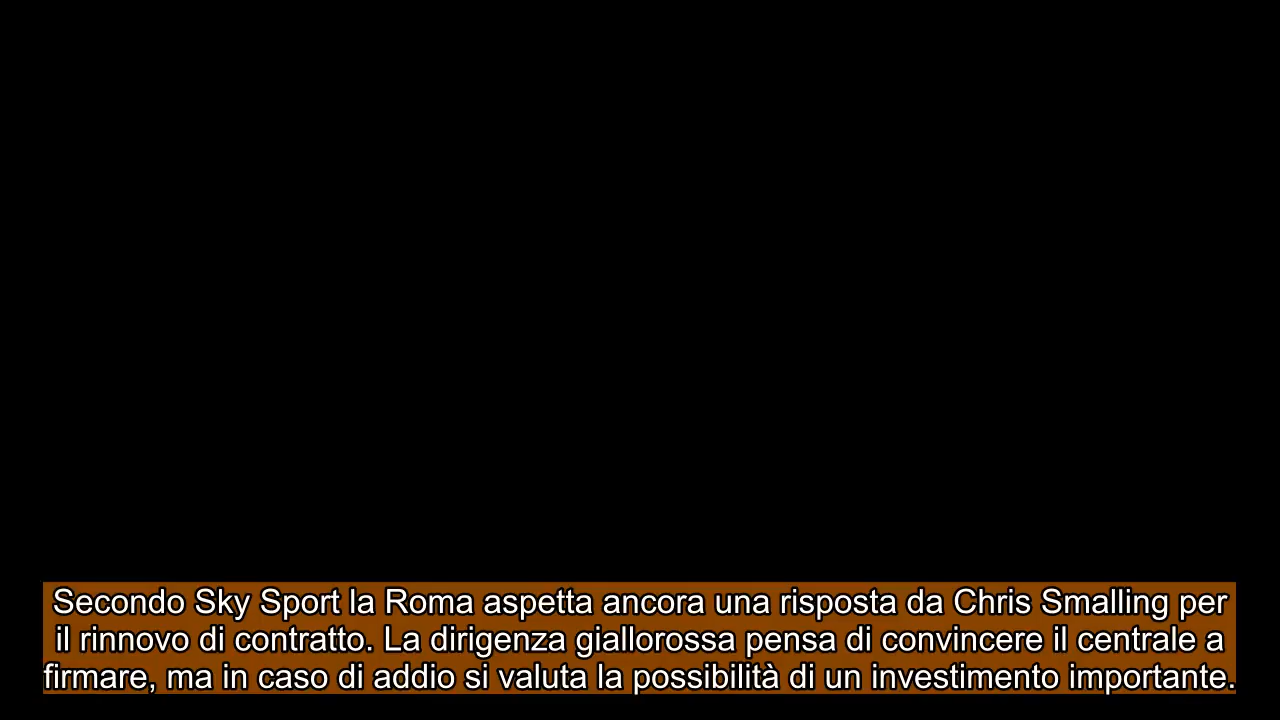 Secondo Sky Sport la Roma aspetta ancora una risposta da Chris Smalling per
il rinnovo di contratto. La dirigenza giallorossa pensa di convincere il centrale a
firmare, ma in caso di addio si valuta la possibilità di un investimento importante.